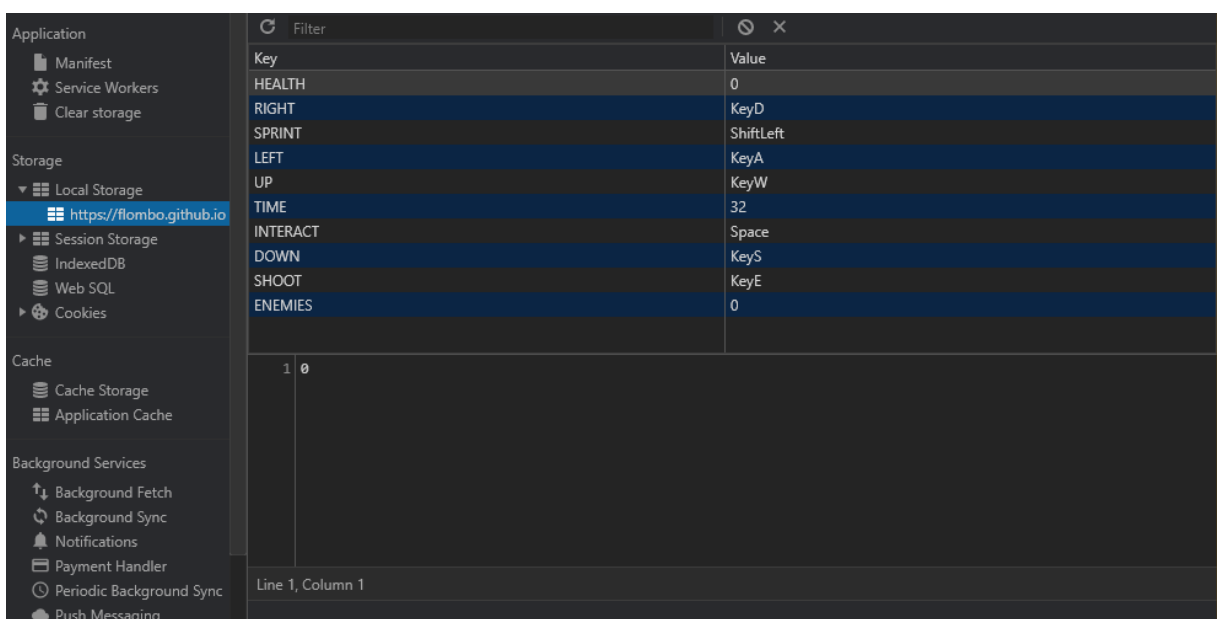 Application
Manifest
Service Workers
Clear storage
Storage
Local Storage
https://flombo.github.io
Session Storage
IndexedDB
Web SQL
Cookies
Cache
Cache Storage
Application Cache
Background Services
Background Fetch
Background Sync
Notifications
Payment Handler
Periodic Background Sync
Push Messaging
Filter
Key Value
HEALTH 0
RIGHT KeyD
SPRINT ShiftLeft
LEFT KeyA
UP KeyW
TIME 32
INTERACT Space
DOWN KeyS
SHOOT KeyE
ENEMIES 0
1 0
Line 1, Column 1